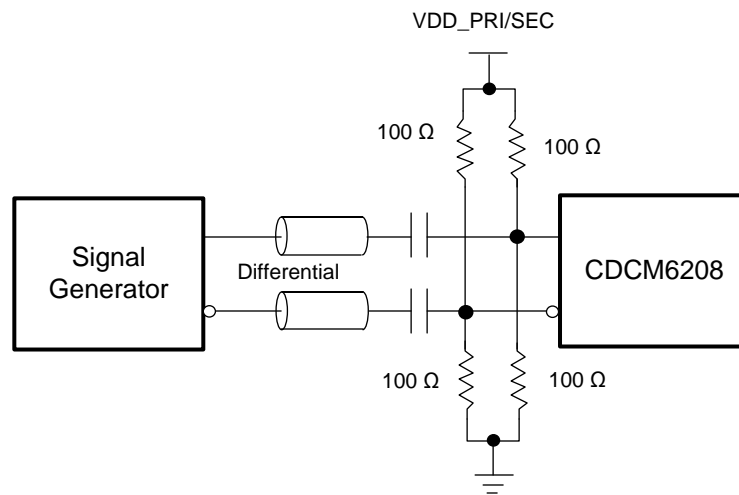 VDD_PRI/SEC
100 Ω
100 Ω
Signal
Generator
Differential
CDCM6208
100 Ω
100 Ω